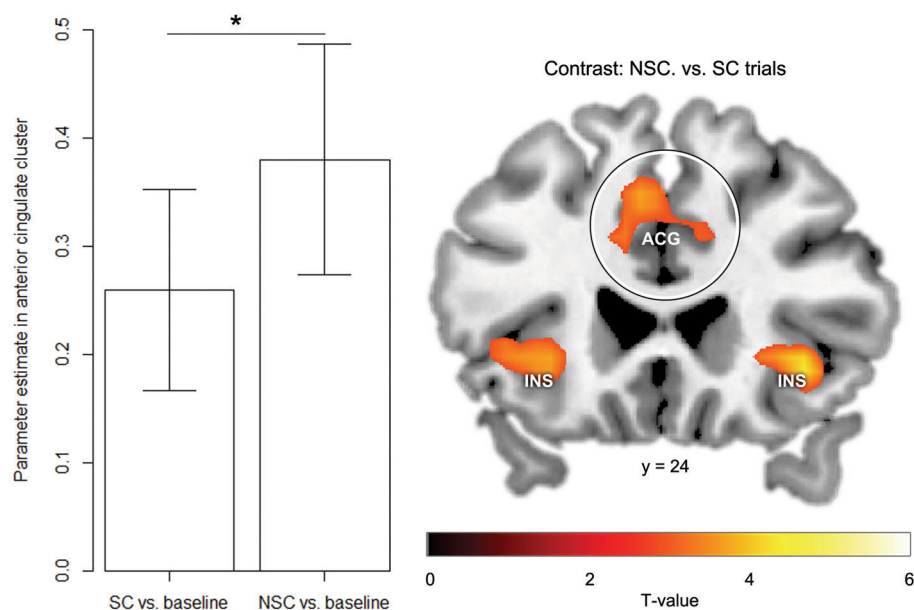 Parameter estimate in anterior cingulate cluster
0.5
0.4
0.3
0.2
0.1
0.0
*
SC vs. baseline
NSC vs. baseline
Contrast: NSC. vs. SC trials
ACG
INS
INS
y = 24
0
2
4
6
T-value